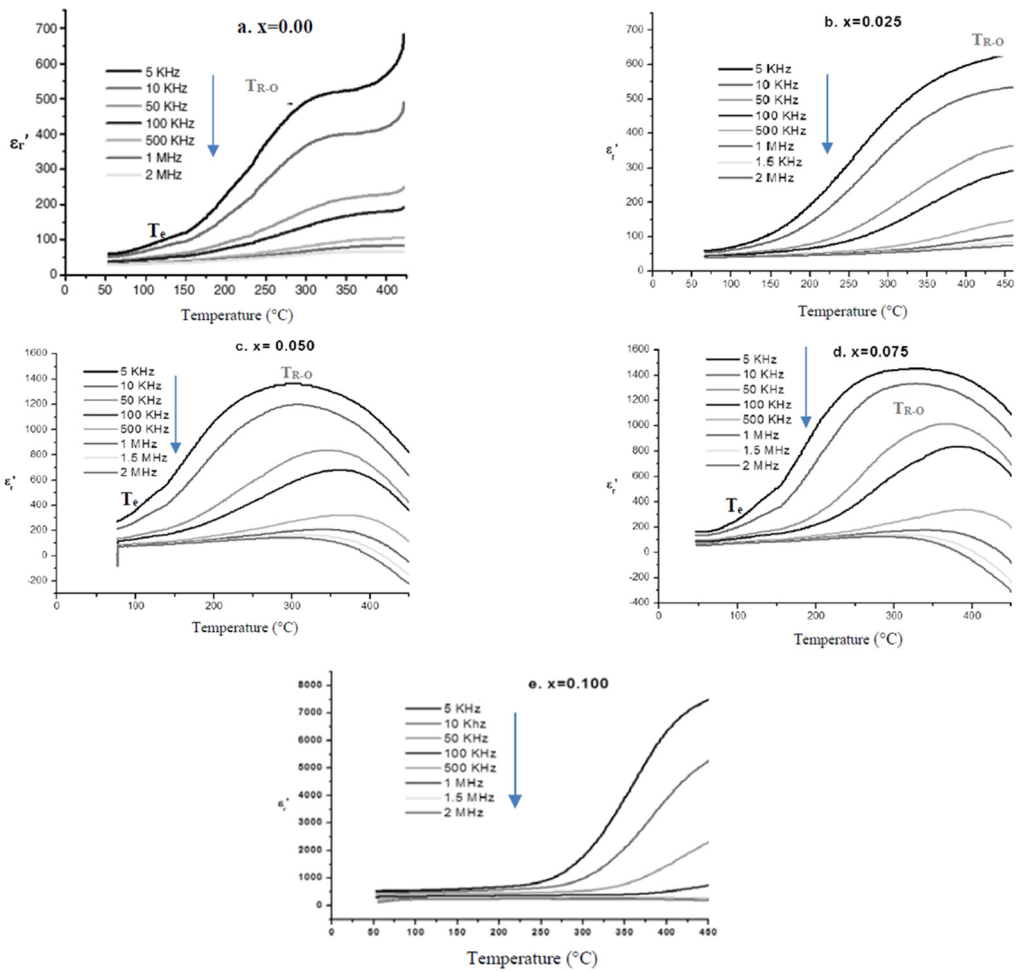 a. x=0.00
εr'
700
600
500
400
300
200
100
0
5 KHz
10 KHz
50 KHz
100 KHz
500 KHz
1 MHz
2 MHz
TR-O
Te
0 50 100 150 200 250 300 350 400
Temperature (°C)
b. x=0.025
εr'
700
600
500
400
300
200
100
0
5 KHz
10 KHz
50 KHz
100 KHz
500 KHz
1 MHz
1.5 KHz
2 MHz
TR-O
0 50 100 150 200 250 300 350 400 450
Temperature (°C)
c. x= 0.050
εr'
1600
1400
1200
1000
800
600
400
200
0
-200
5 KHz
10 KHz
50 KHz
100 KHz
500 KHz
1 MHz
1.5 MHz
2 MHz
TR-O
Te
0 100 200 300 400
Temperature (°C)
d. x=0.075
εr'
1600
1400
1200
1000
800
600
400
200
0
-200
-400
5 KHz
10 KHz
50 KHz
100 KHz
500 KHz
1 MHz
1.5 MHz
2 MHz
TR-O
Te
0 50 100 150 200 250 300 350 400 450
Temperature (°C)
e. x=0.100
εr'
8000
7000
6000
5000
4000
3000
2000
1000
0
5 KHz
10 Khz
50 KHz
100 KHz
500 KHz
1 MHz
1.5 MHz
2 MHz
0 50 100 150 200 250 300 350 400 450
Temperature (°C)